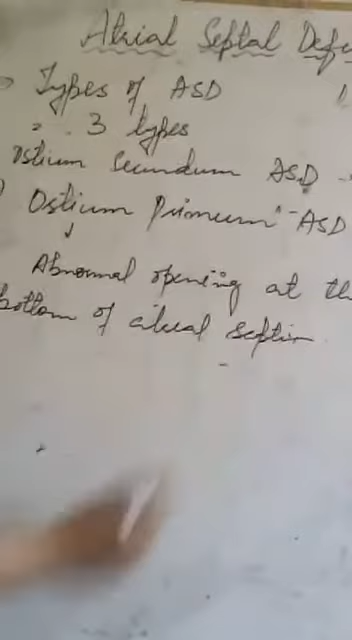 Atrial Septal Defe
Types of ASD
3 types
Ostium Secundum ASD -
Ostium Primum - ASD
↓
Abnormal opening at th
bottom of atrial septum